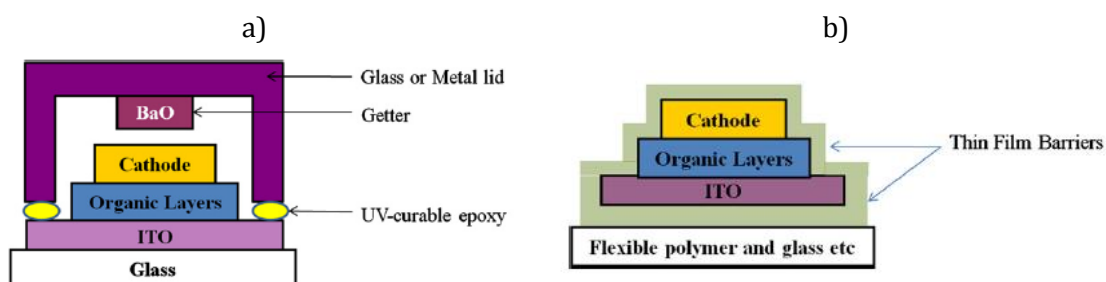 a)
Glass or Metal lid
BaO
Getter
Cathode
Organic Layers
UV-curable epoxy
ITO
Glass
b)
Cathode
Thin Film Barriers
Organic Layers
ITO
Flexible polymer and glass etc